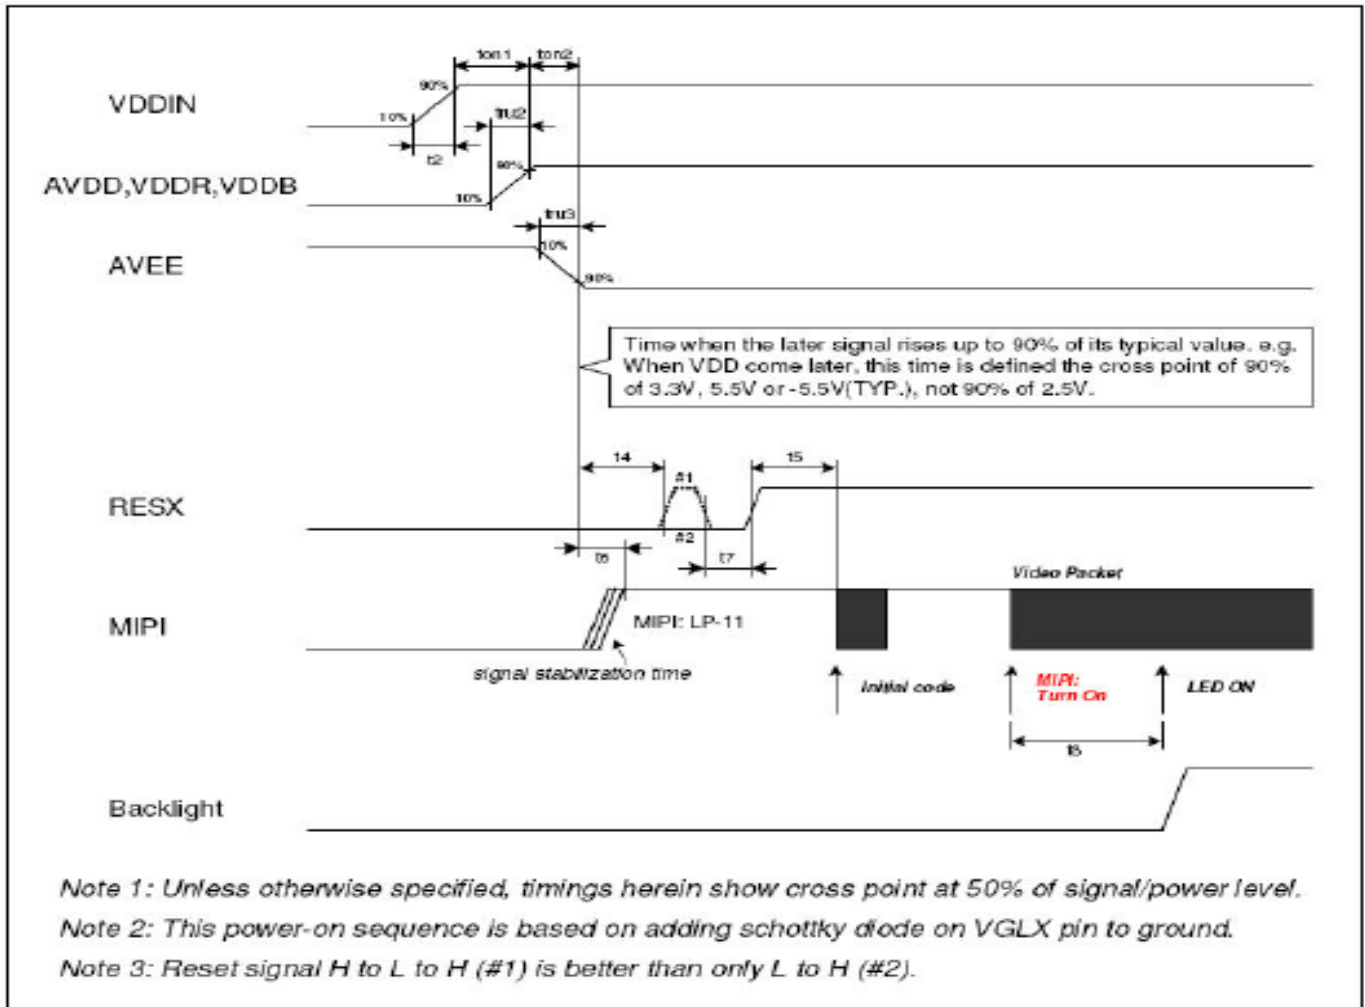 ton1 ton2
VDDIN
90%
10%
tru2
t2
AVDD,VDDR,VDDB
90%
10%
tru3
AVEE
10%
90%
Time when the later signal rises up to 90% of its typical value. e.g.
When VDD come later, this time is defined the cross point of 90%
of 3.3V, 5.5V or -5.5V(TYP.), not 90% of 2.5V.
t4
t5
RESX
#1
#2
t6
t7
Video Packet
MIPI
MIPI: LP-11
signal stabilization time
Initial code
MIPI:
Turn On
LED ON
t8
Backlight
Note 1: Unless otherwise specified, timings herein show cross point at 50% of signal/power level.
Note 2: This power-on sequence is based on adding schottky diode on VGLX pin to ground.
Note 3: Reset signal H to L to H (#1) is better than only L to H (#2).